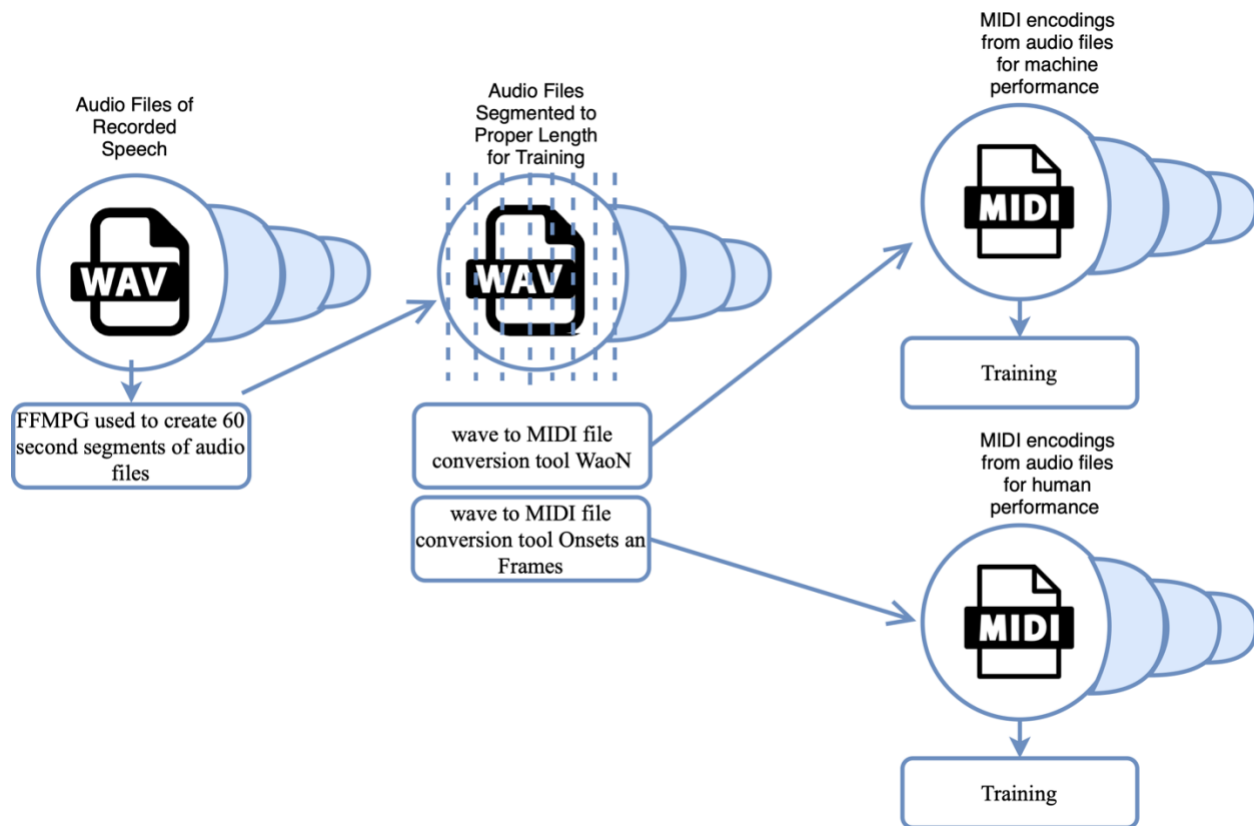 Audio Files of
Recorded
Speech
WAV
FFMPG used to create 60
second segments of audio
files
Audio Files
Segmented to
Proper Length
for Training
WAV
wave to MIDI file
conversion tool WaoN
wave to MIDI file
conversion tool Onsets an
Frames
MIDI encodings
from audio files
for machine
performance
MIDI
Training
MIDI encodings
from audio files
for human
performance
MIDI
Training